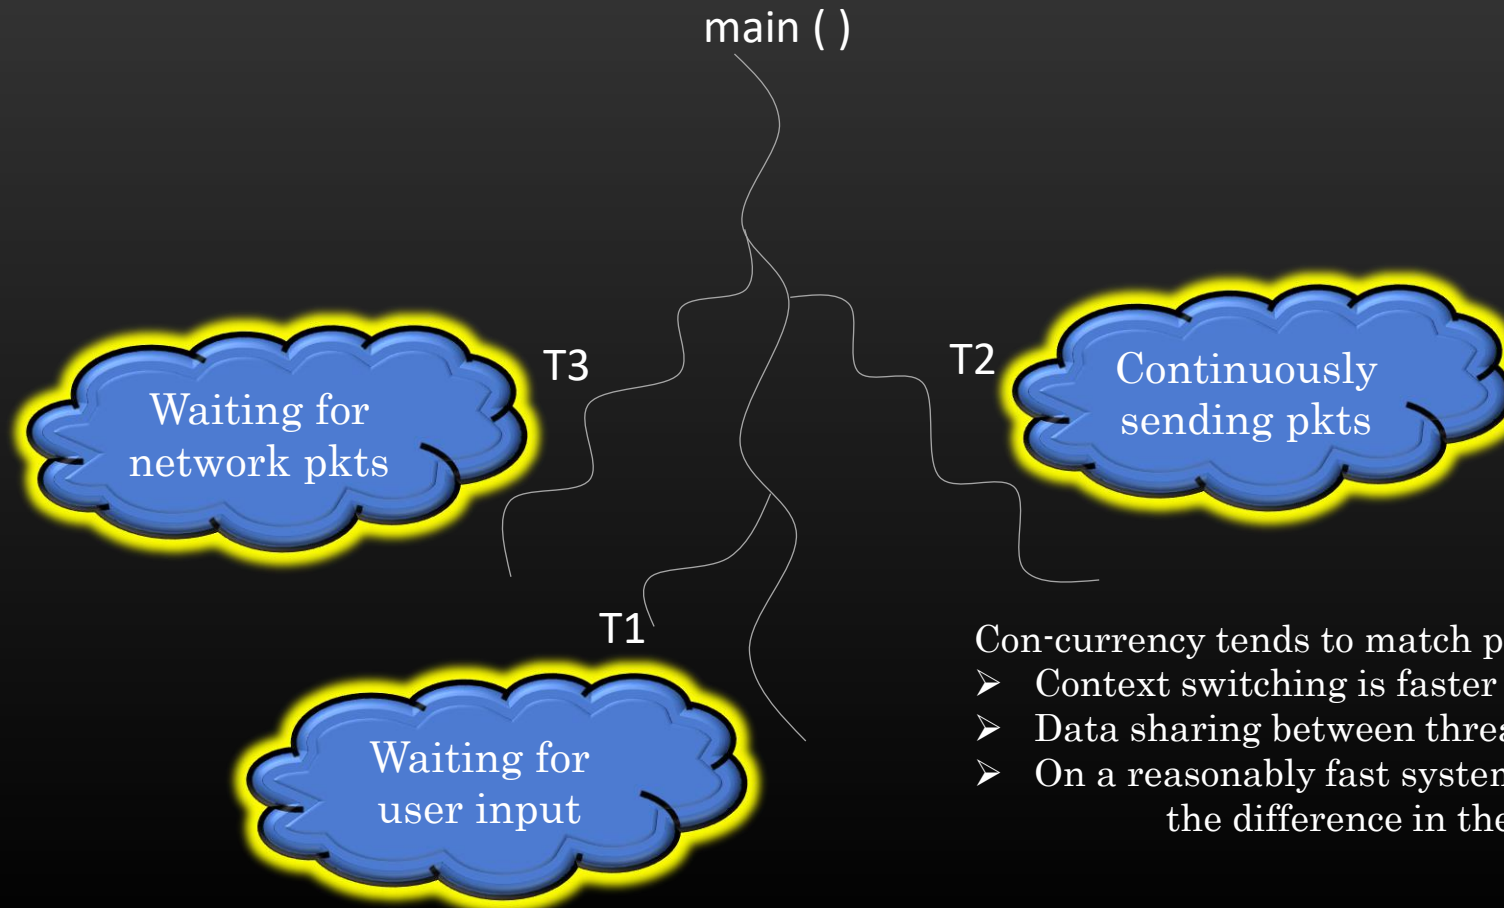 main ( )
T3
T2
Waiting for
network pkts
Continuously
sending pkts
T1
Waiting for
user input
Con-currency tends to match
➢ Context switching is faster
➢ Data sharing between
➢ On a reasonably fast
the difference in